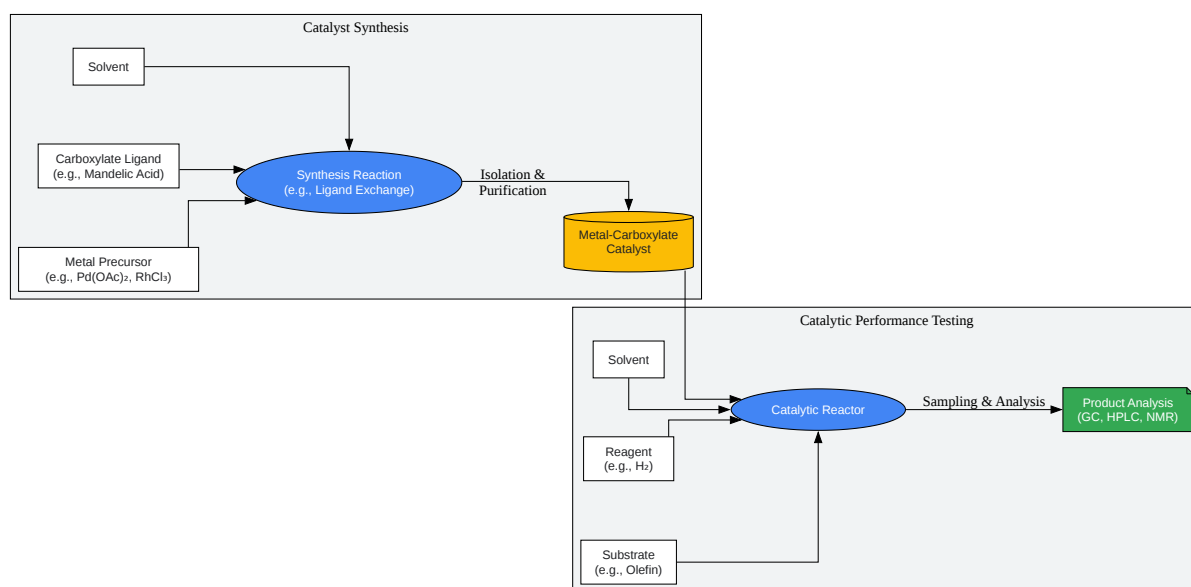 Catalyst Synthesis
Solvent
Carboxylate Ligand
(e.g., Mandelic Acid)
Synthesis Reaction
(e.g., Ligand Exchange)
Isolation &
Purification
Metal Precursor
(e.g., Pd(OAc)₂, RhCl₃)
Metal-Carboxylate
Catalyst
Catalytic Performance Testing
Solvent
Catalytic Reactor
Sampling & Analysis
Product Analysis
(GC, HPLC, NMR)
Reagent
(e.g., H₂)
Substrate
(e.g., Olefin)